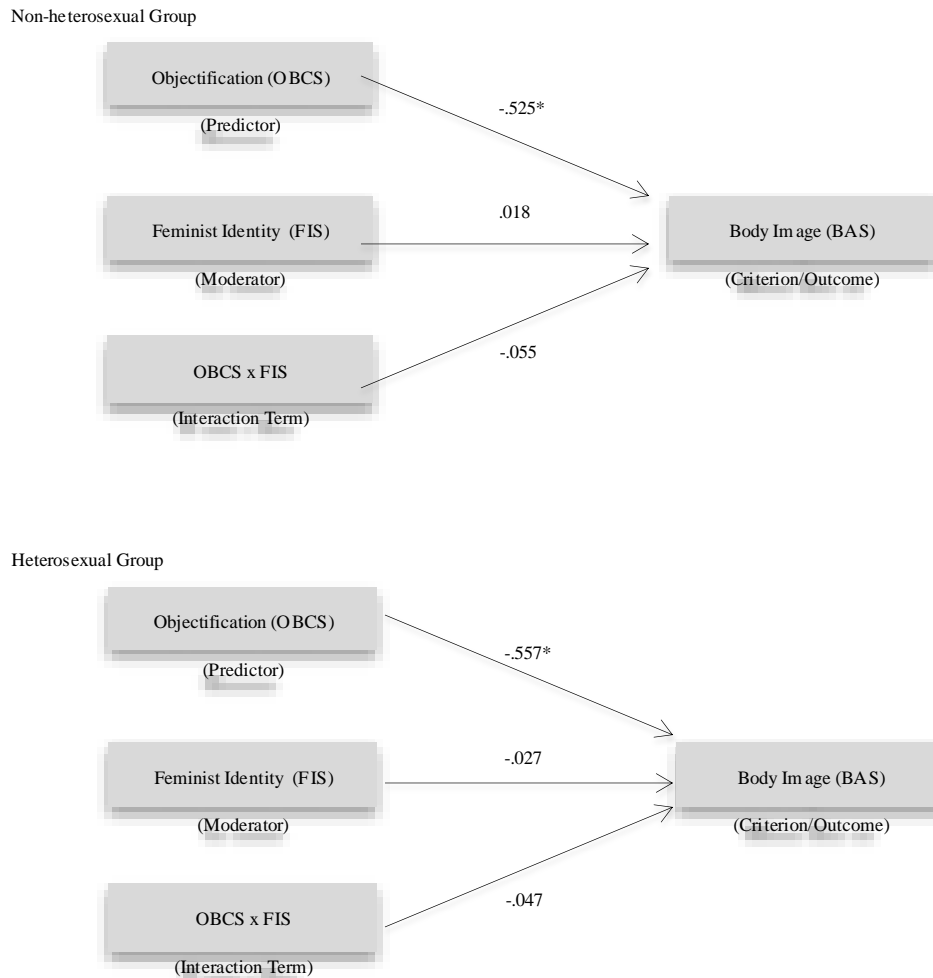 Non-heterosexual Group
Objectification (OBCS)
(Predictor)
-.525*
Feminist Identity (FIS)
(Moderator)
.018
Body Image (BAS)
(Criterion/Outcome)
OBCS x FIS
(Interaction Term)
-.055
Heterosexual Group
Objectification (OBCS)
(Predictor)
-.557*
Feminist Identity (FIS)
(Moderator)
-.027
Body Image (BAS)
(Criterion/Outcome)
OBCS x FIS
(Interaction Term)
-.047